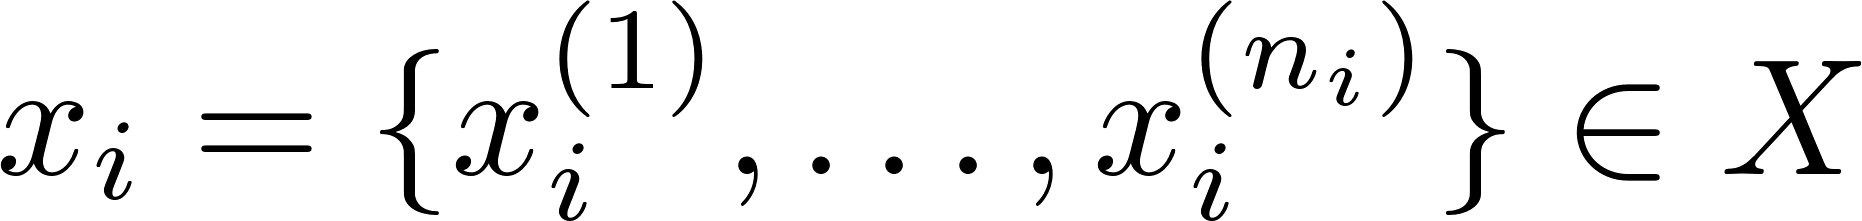 $x_i = \{x_i^{(1)}, \ldots, x_i^{(n_i)}\} \in X$